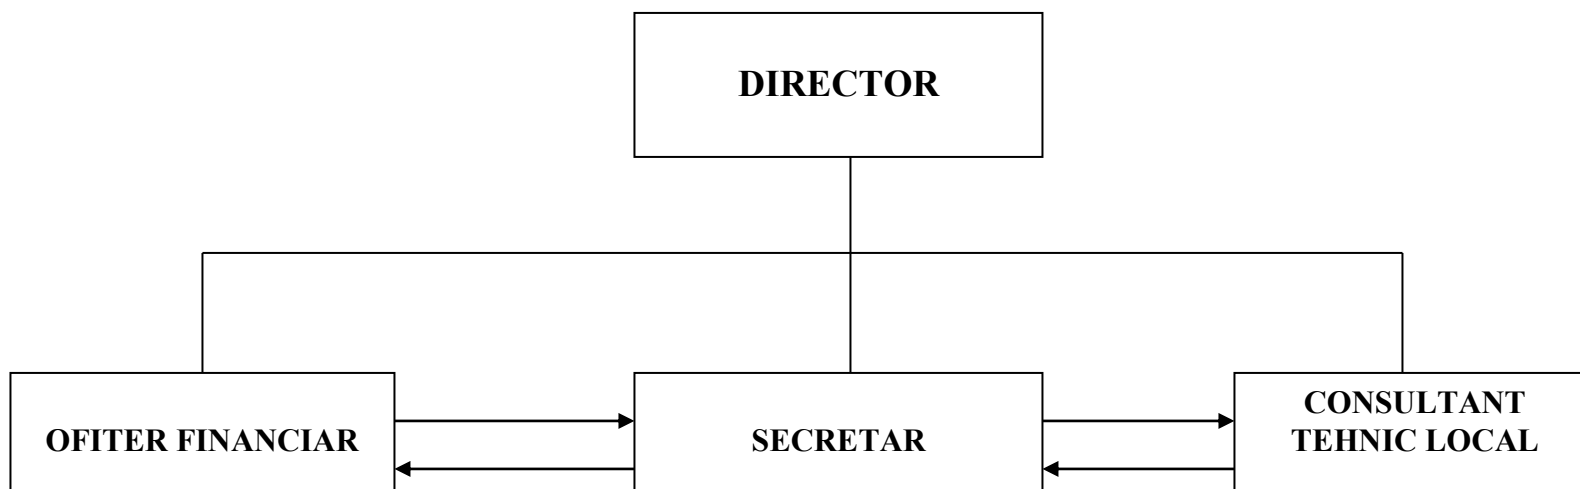 DIRECTOR
OFITER FINANCIAR
SECRETAR
CONSULTANT
TEHNIC LOCAL